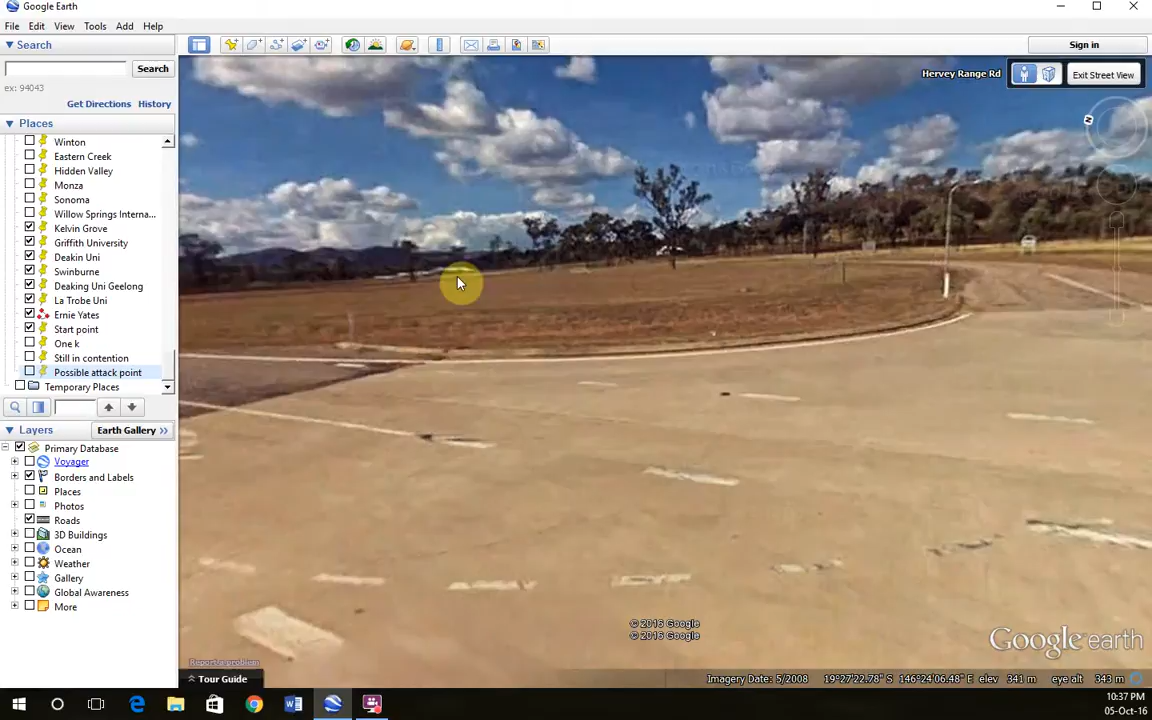 Google Earth
File Edit View Tools Add Help
Search
Search
ex: 94043
Get Directions History
Places
Winton
Eastern Creek
Hidden Valley
Monza
Sonoma
Willow Springs Interna...
Kelvin Grove
Griffith University
Deakin Uni
Swinburne
Deaking Uni Geelong
La Trobe Uni
Ernie Yates
Start point
One k
Still in contention
Possible attack point
Temporary Places
Layers
Earth Gallery >>
Primary Database
Voyager
Borders and Labels
Places
Photos
Roads
3D Buildings
Ocean
Weather
Gallery
Global Awareness
More
Sign in
Hervey Range Rd
Exit Street View
N
© 2016 Google
© 2016 Google
Google earth
Report a problem
Tour Guide
Imagery Date: 5/2008 19°27'22.78" S 146°24'06.48" E elev 341 m eye alt 343 m
10:37 PM
05-Oct-16